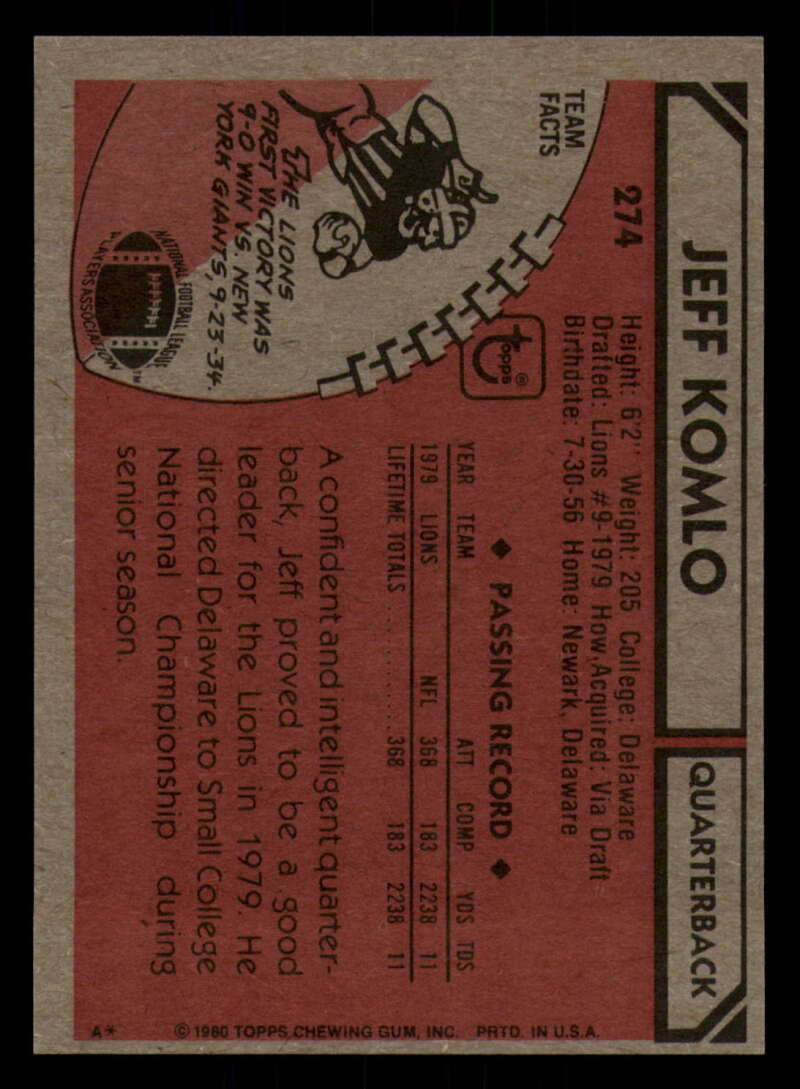 JEFF KOMLO
QUARTERBACK
274
Height: 6'2" Weight: 205 College: Delaware
Drafted: Lions #9-1979 How Acquired: Via Draft
Birthdate: 7-30-56 Home: Newark, Delaware
TEAM
FACTS
THE LIONS
FIRST VICTORY WAS
9-0 WIN VS. NEW
YORK GIANTS, 9-23-34.
NATIONAL FOOTBALL LEAGUE
PLAYERS ASSOCIATION
TM
Topps®
◆ PASSING RECORD ◆
YEAR TEAM ATT COMP YDS TDS
1979 LIONS NFL 368 183 2238 11
LIFETIME TOTALS .......... 368 183 2238 11
A confident and intelligent quarter-
back, Jeff proved to be a good
leader for the Lions in 1979. He
directed Delaware to Small College
National Championship during
senior season.
A* © 1980 TOPPS CHEWING GUM, INC. PRTD. IN U.S.A.